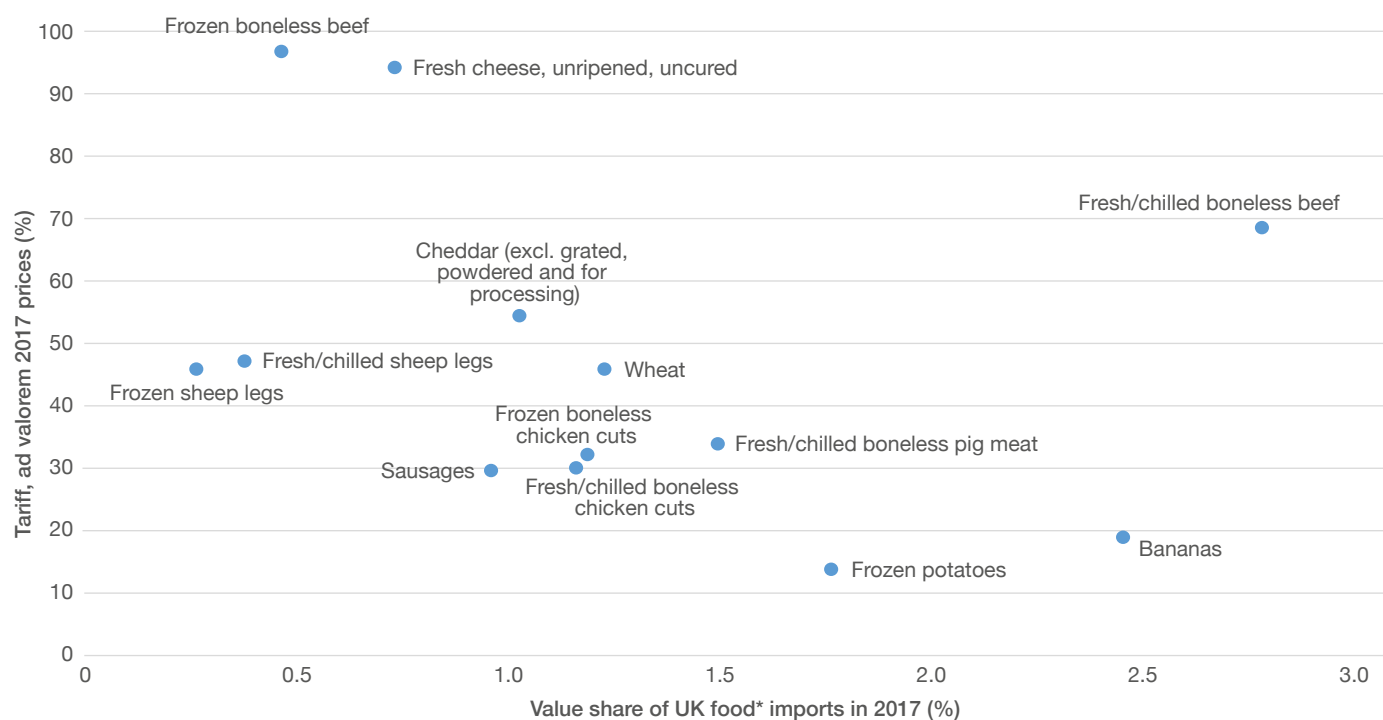 Frozen boneless beef
100
Fresh cheese, unripened, uncured
90
80
Fresh/chilled boneless beef
70
Cheddar (excl. grated,
powdered and for
processing)
60
50
Fresh/chilled sheep legs
Wheat
Frozen sheep legs
40
Frozen boneless
chicken cuts
Fresh/chilled boneless pig meat
30
Sausages
Fresh/chilled boneless
chicken cuts
20
Bananas
Frozen potatoes
10
0
Tariff, ad valorem 2017 prices (%)
0
0.5
1.0
1.5
2.0
2.5
3.0
Value share of UK food* imports in 2017 (%)